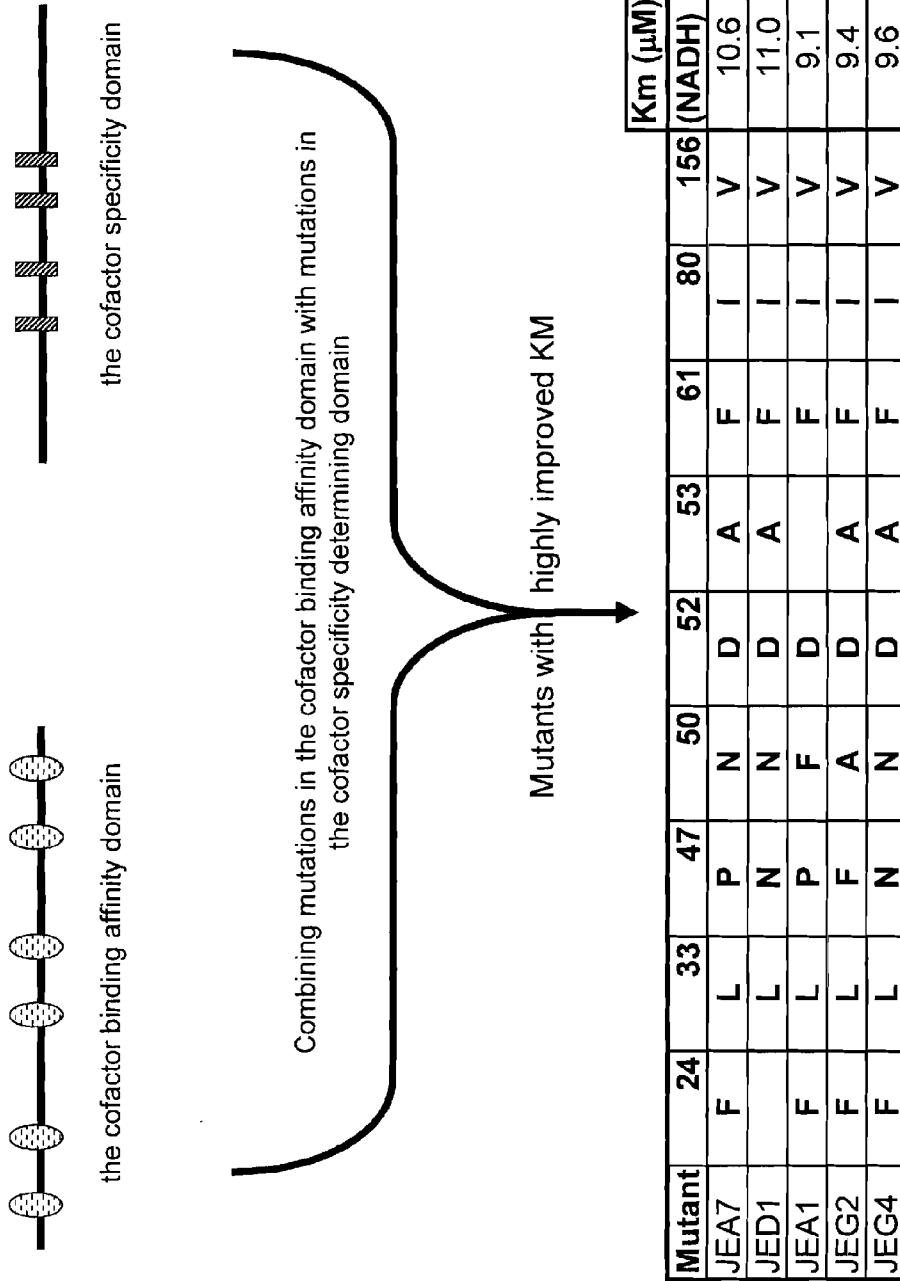 the cofactor binding affinity domain
the cofactor specificity domain
Combining mutations in the cofactor binding affinity domain with mutations in
the cofactor specificity determining domain
Mutants with highly improved KM
Km (µM)
Mutant 24 33 47 50 52 53 61 80 156 (NADH)
JEA7 F L P N D A F I V 10.6
JED1 L N N D A F I V 11.0
JEA1 F L P F D F I V 9.1
JEG2 F L F A D A F I V 9.4
JEG4 F L N N D A F I V 9.6